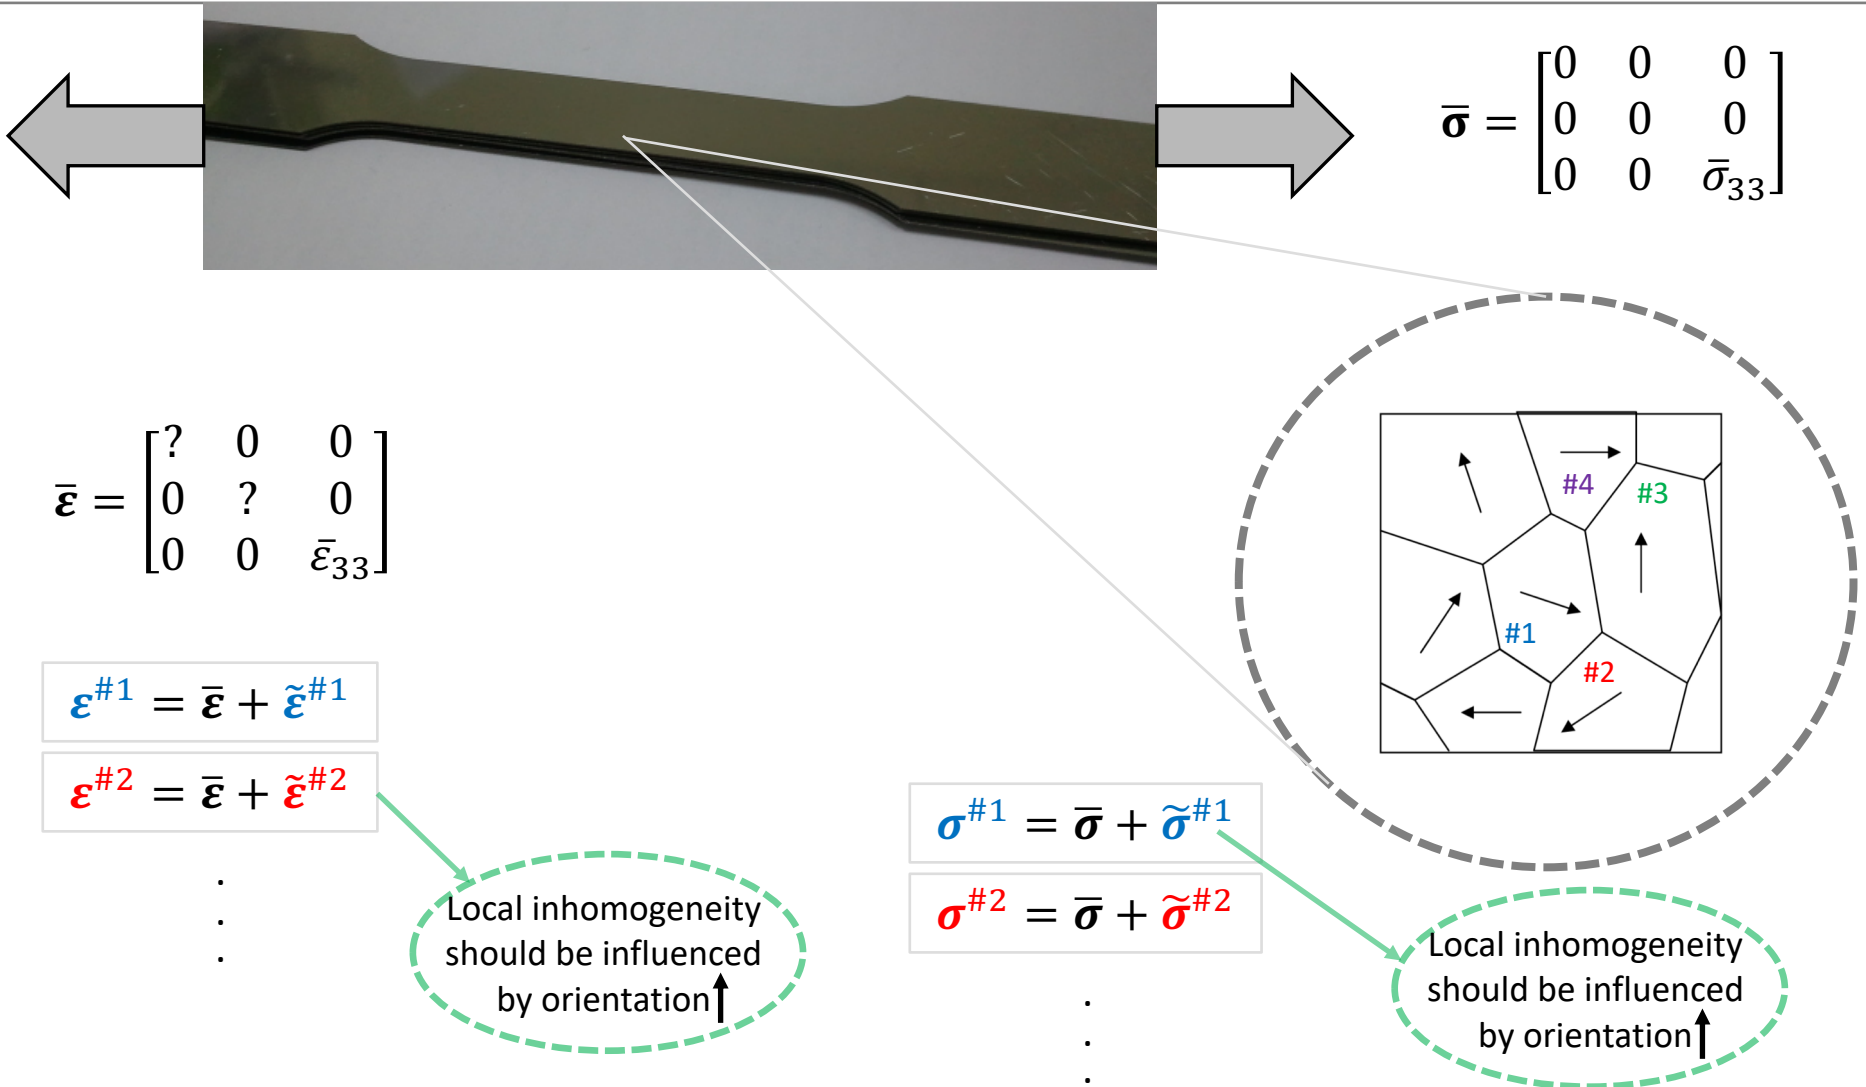 σ̄ = [0 0 0
0 0 0
0 0 σ̄₃₃]
ε̄ = [? 0 0
0 ? 0
0 0 ε̄₃₃]
#4
#3
#1
#2
ε^#1 = ε̄ + ε̃^#1
ε^#2 = ε̄ + ε̃^#2
.
.
.
Local inhomogeneity
should be influenced
by orientation
σ^#1 = σ̄ + σ̃^#1
σ^#2 = σ̄ + σ̃^#2
.
.
.
Local inhomogeneity
should be influenced
by orientation